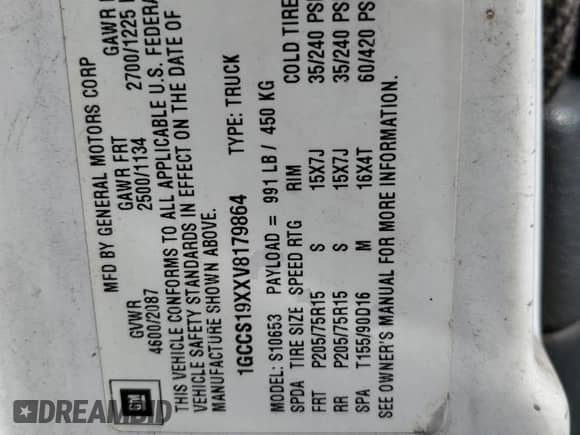 MFD BY GENERAL MOTORS CORP
GVWR GAWR FRT GAWR
4600/2087 2500/1134 2700/1225
THIS VEHICLE CONFORMS TO ALL APPLICABLE U.S. FEDERA
VEHICLE SAFETY STANDARDS IN EFFECT ON THE DATE OF
MANUFACTURE SHOWN ABOVE.
1GCCS19XXV8179864 TYPE: TRUCK
MODEL: S10653 PAYLOAD = 991 LB / 450 KG
SPDA TIRE SIZE SPEED RTG RIM COLD TIRE
FRT P205/75R15 S 15X7J 35/240 PS
RR P205/75R15 S 15X7J 35/240 PS
SPA T155/90D16 M 16X4T 60/420 PS
SEE OWNER'S MANUAL FOR MORE INFORMATION.
GM
DREAMBID